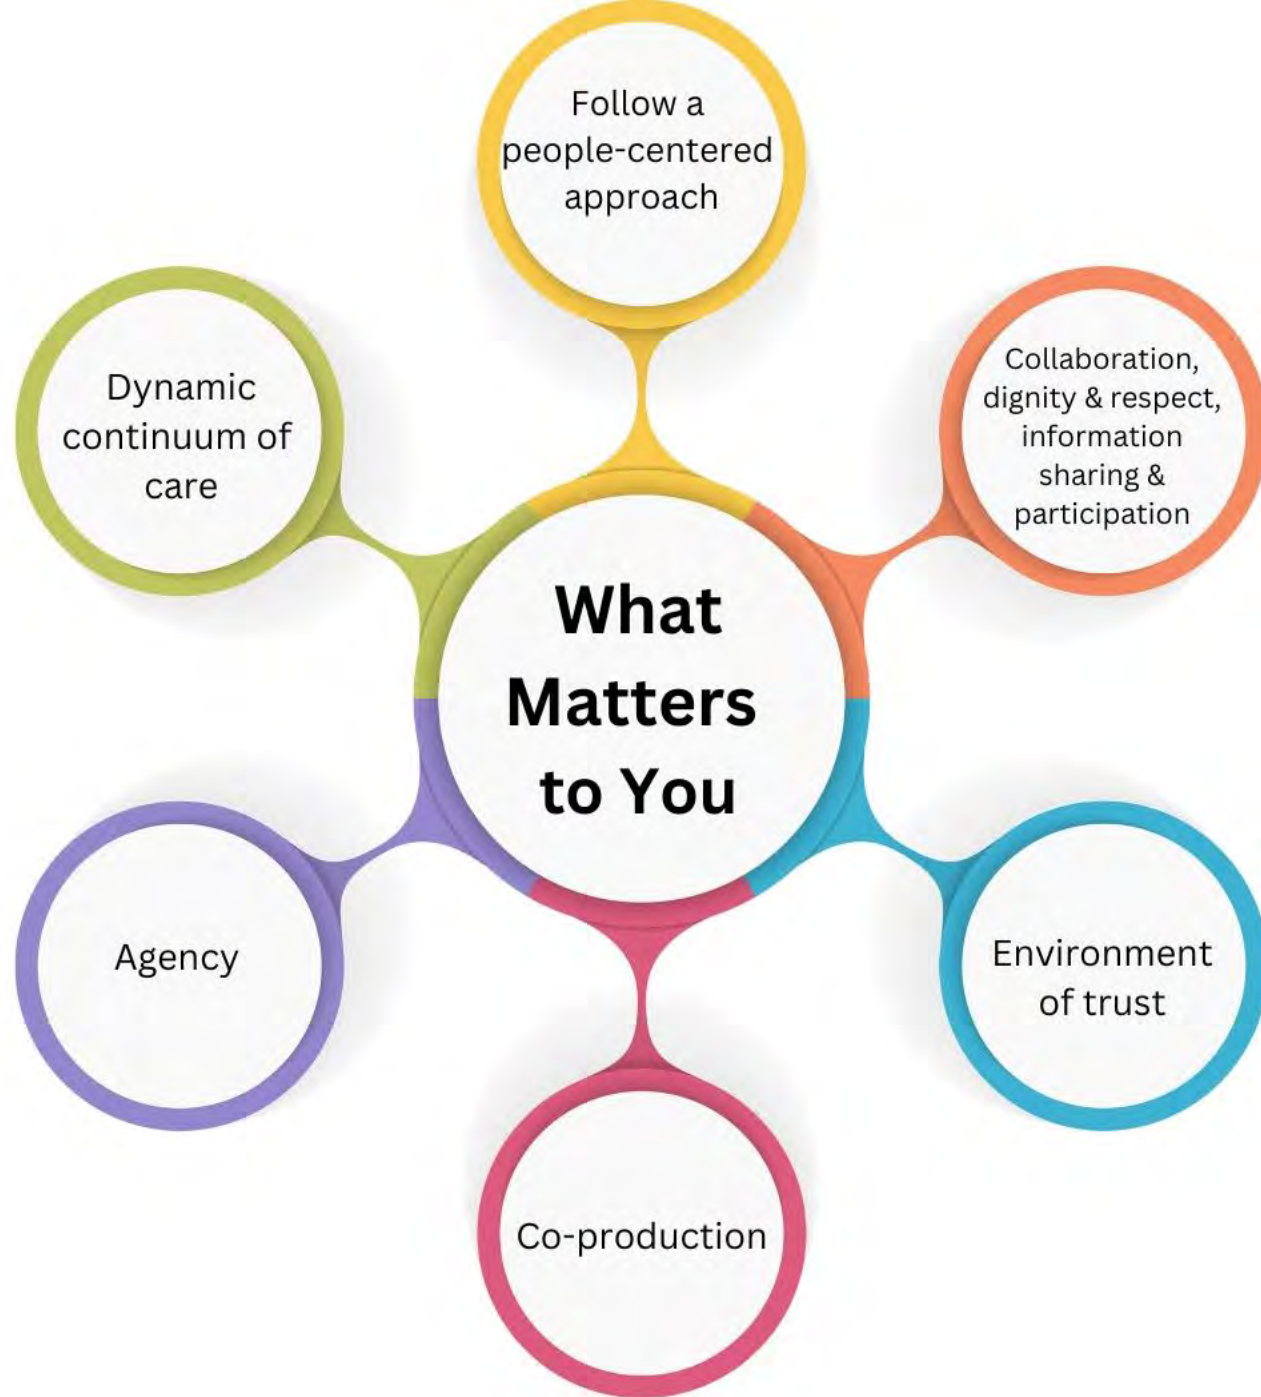 Follow a
people-centered
approach
Collaboration,
dignity & respect,
information
sharing &
participation
Dynamic
continuum of
care
What
Matters
to You
Agency
Environment
of trust
Co-production